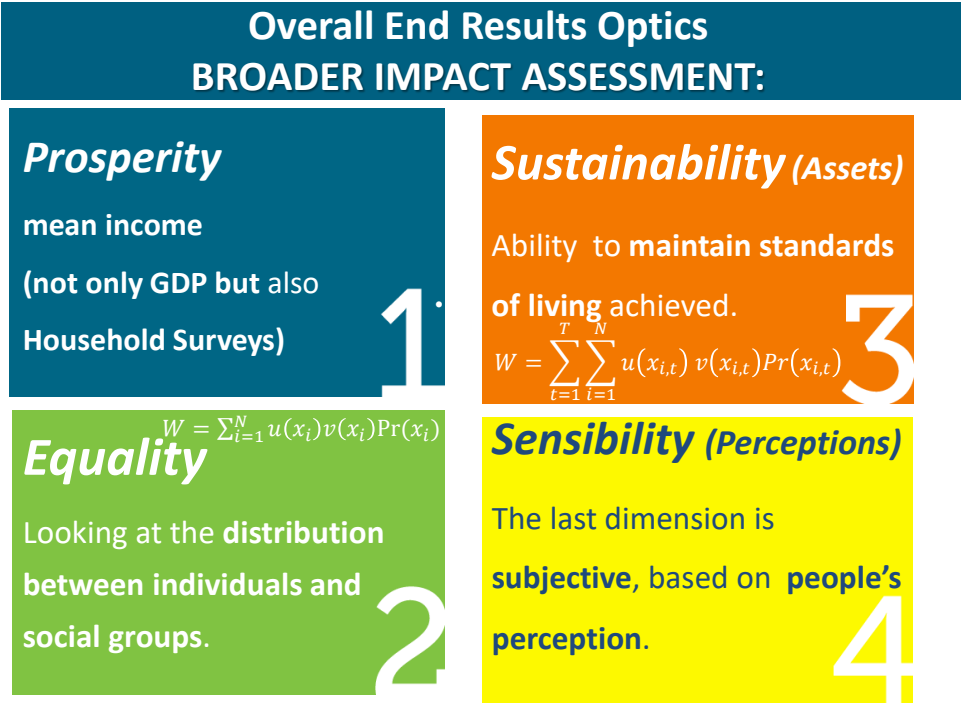 Overall End Results Optics
BROADER IMPACT ASSESSMENT:
Prosperity
mean income
(not only GDP but also
Household Surveys)
1
.
W = ∑_{i=1}^{N} u(x_i)v(x_i)Pr(x_i)
Equality
Looking at the distribution
between individuals and
social groups.
2
Sustainability (Assets)
Ability to maintain standards
of living achieved.
W = ∑_{t=1}^{T} ∑_{i=1}^{N} u(x_{i,t}) v(x_{i,t})Pr(x_{i,t})
3
Sensibility (Perceptions)
The last dimension is
subjective, based on people’s
perception.
4